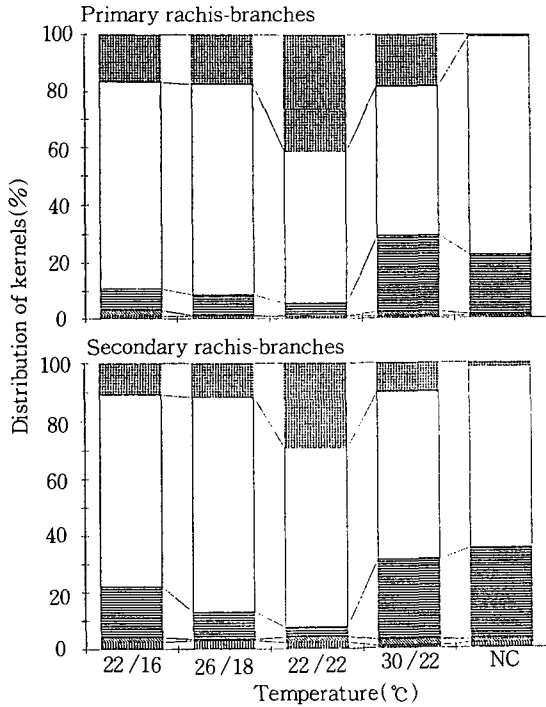 Primary rachis-branches
100
80
60
40
20
0
Distribution of kernels(%)
Secondary rachis-branches
100
80
60
40
20
0
22/16 26/18 22/22 30/22 NC
Temperature(℃)